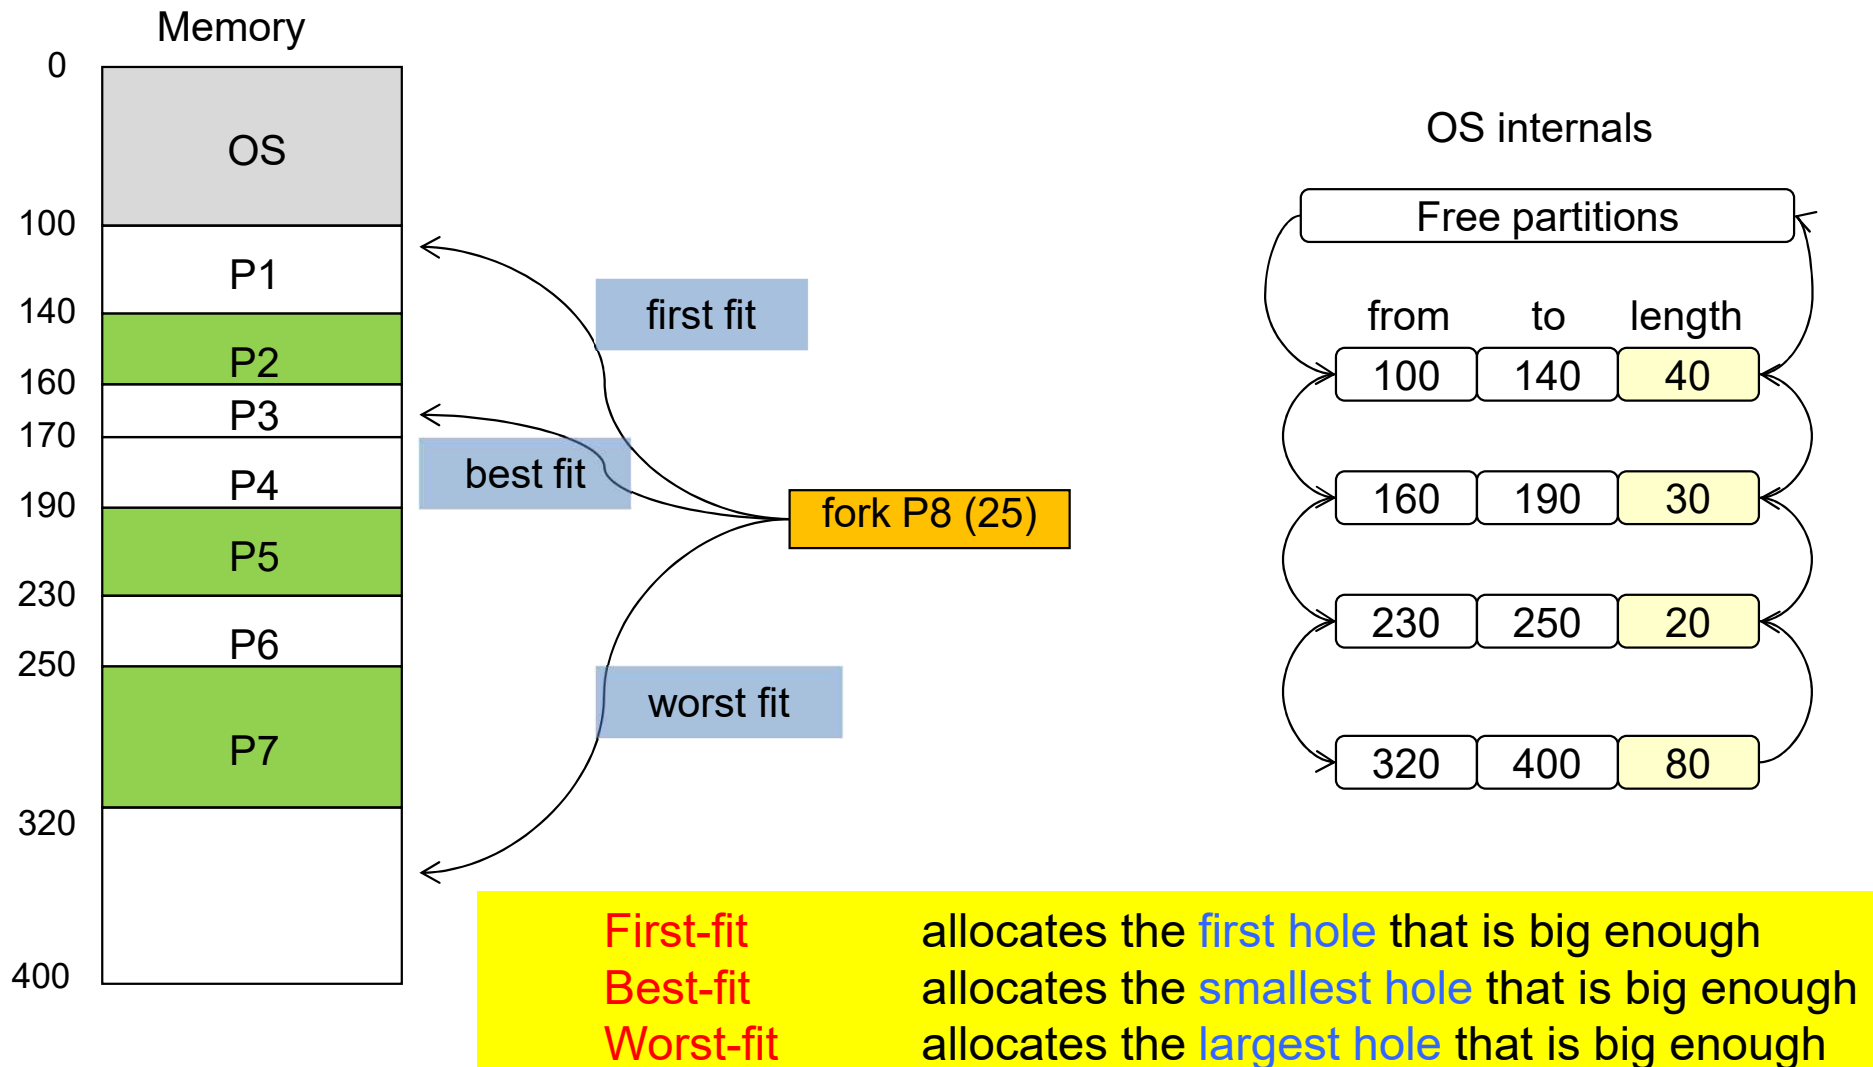 Memory
0
OS
100
P1
140
P2
160
P3
170
P4
190
P5
230
P6
250
P7
320
400
first fit
best fit
fork P8 (25)
worst fit
OS internals
Free partitions
from to length
100 140 40
160 190 30
230 250 20
320 400 80
First-fit allocates the first hole that is big enough
Best-fit allocates the smallest hole that is big enough
Worst-fit allocates the largest hole that is big enough